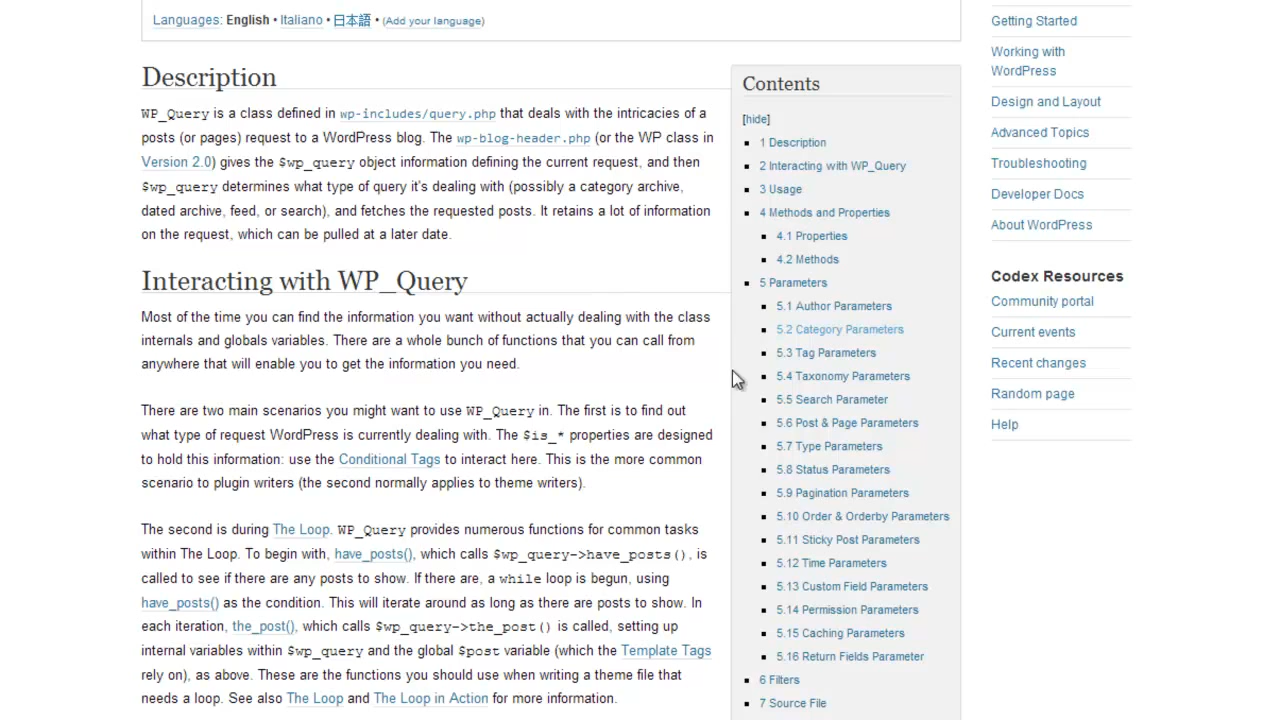 Languages: English • Italiano • 日本語 • (Add your language)
Description
WP_Query is a class defined in wp-includes/query.php that deals with the intricacies of a
posts (or pages) request to a WordPress blog. The wp-blog-header.php (or the WP class in
Version 2.0) gives the $wp_query object information defining the current request, and then
$wp_query determines what type of query it's dealing with (possibly a category archive,
dated archive, feed, or search), and fetches the requested posts. It retains a lot of information
on the request, which can be pulled at a later date.
Interacting with WP_Query
Most of the time you can find the information you want without actually dealing with the class
internals and globals variables. There are a whole bunch of functions that you can call from
anywhere that will enable you to get the information you need.
There are two main scenarios you might want to use WP_Query in. The first is to find out
what type of request WordPress is currently dealing with. The $is_* properties are designed
to hold this information: use the Conditional Tags to interact here. This is the more common
scenario to plugin writers (the second normally applies to theme writers).
The second is during The Loop. WP_Query provides numerous functions for common tasks
within The Loop. To begin with, have_posts(), which calls $wp_query->have_posts(), is
called to see if there are any posts to show. If there are, a while loop is begun, using
have_posts() as the condition. This will iterate around as long as there are posts to show. In
each iteration, the_post(), which calls $wp_query->the_post() is called, setting up
internal variables within $wp_query and the global $post variable (which the Template Tags
rely on), as above. These are the functions you should use when writing a theme file that
needs a loop. See also The Loop and The Loop in Action for more information.
Contents
[hide]
1 Description
2 Interacting with WP_Query
3 Usage
4 Methods and Properties
4.1 Properties
4.2 Methods
5 Parameters
5.1 Author Parameters
5.2 Category Parameters
5.3 Tag Parameters
5.4 Taxonomy Parameters
5.5 Search Parameter
5.6 Post & Page Parameters
5.7 Type Parameters
5.8 Status Parameters
5.9 Pagination Parameters
5.10 Order & Orderby Parameters
5.11 Sticky Post Parameters
5.12 Time Parameters
5.13 Custom Field Parameters
5.14 Permission Parameters
5.15 Caching Parameters
5.16 Return Fields Parameter
6 Filters
7 Source File
Getting Started
Working with
WordPress
Design and Layout
Advanced Topics
Troubleshooting
Developer Docs
About WordPress
Codex Resources
Community portal
Current events
Recent changes
Random page
Help